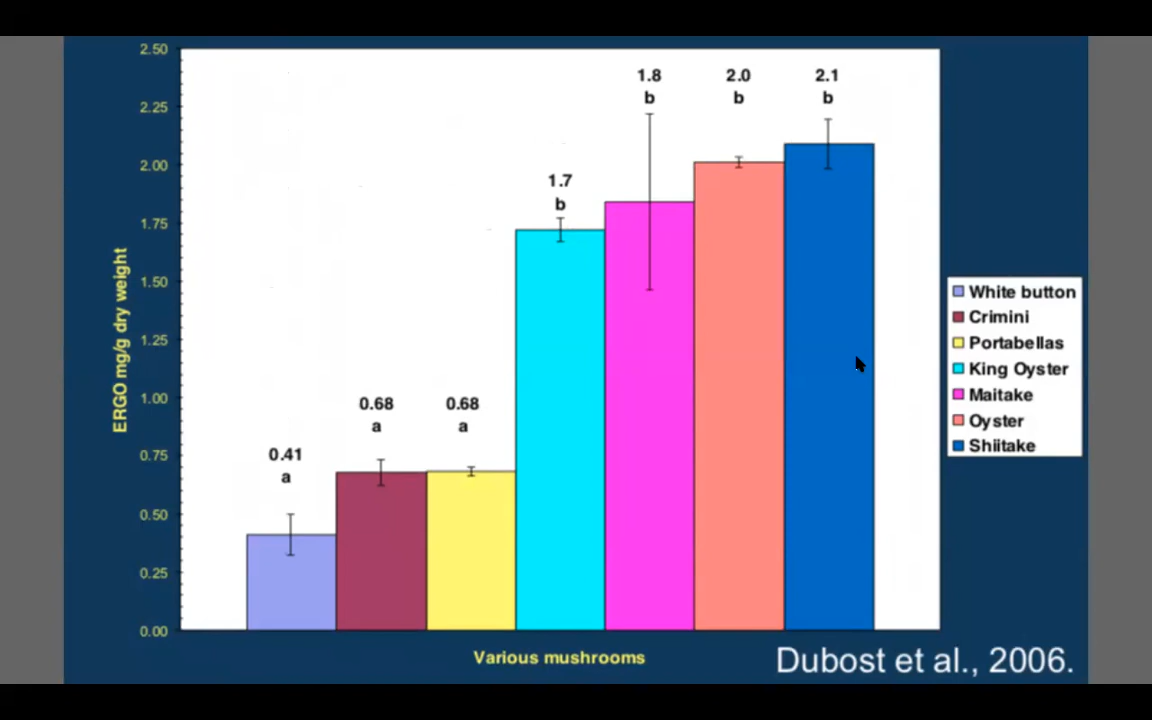 2.50
2.25
2.00
1.75
1.50
1.25
1.00
0.75
0.50
0.25
0.00
ERGO mg/g dry weight
0.41
a
0.68
a
0.68
a
1.7
b
1.8
b
2.0
b
2.1
b
White button
Crimini
Portabellas
King Oyster
Maitake
Oyster
Shiitake
Various mushrooms
Dubost et al., 2006.